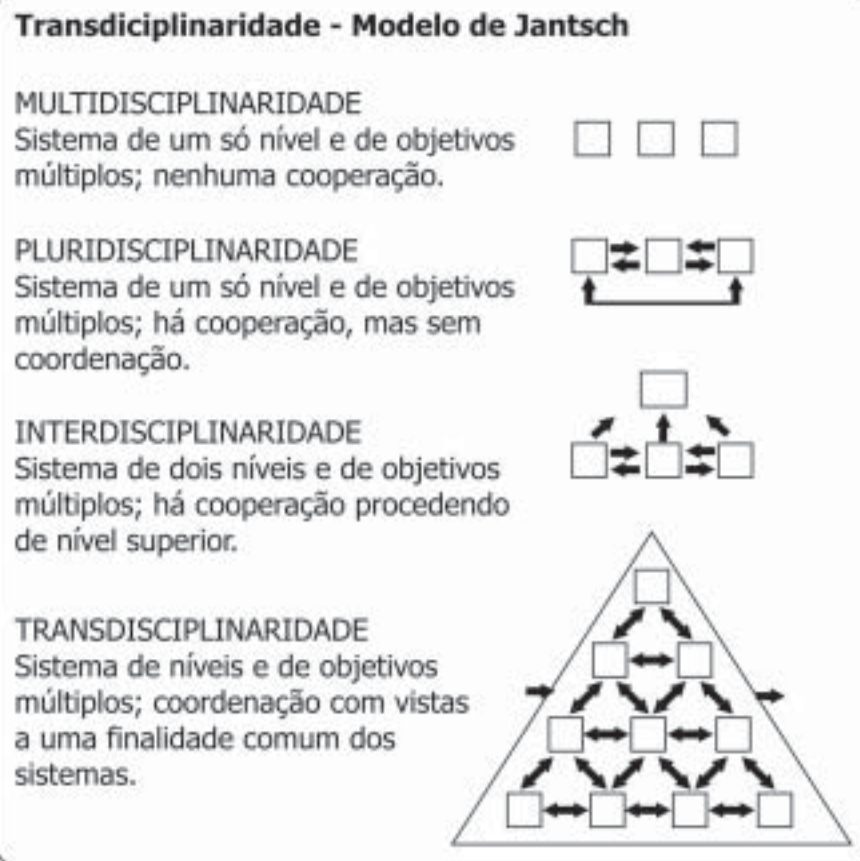 Transdiciplinaridade - Modelo de Jantsch
MULTIDISCIPLINARIDADE
Sistema de um só nível e de objetivos
múltiplos; nenhuma cooperação.
PLURIDISCIPLINARIDADE
Sistema de um só nível e de objetivos
múltiplos; há cooperação, mas sem
coordenação.
INTERDISCIPLINARIDADE
Sistema de dois níveis e de objetivos
múltiplos; há cooperação procedendo
de nível superior.
TRANSDISCIPLINARIDADE
Sistema de níveis e de objetivos
múltiplos; coordenação com vistas
a uma finalidade comum dos
sistemas.